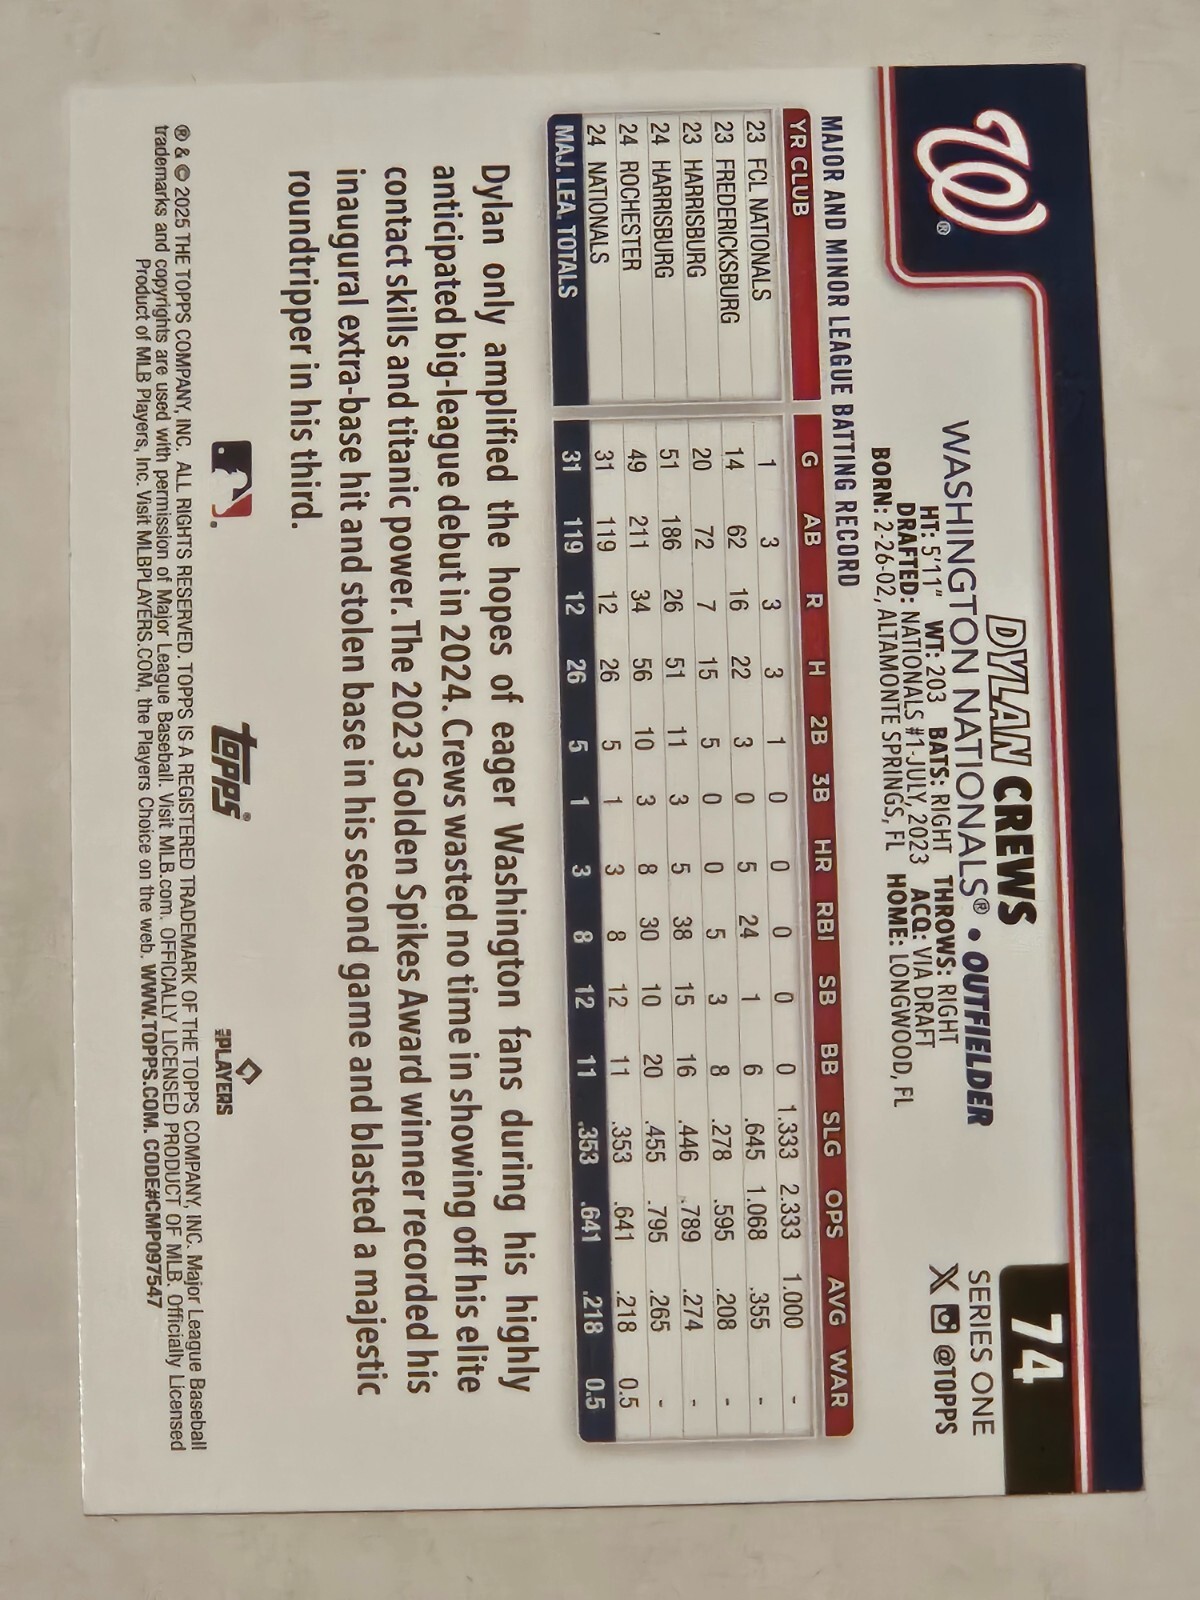 W®
74
DYLAN CREWS
WASHINGTON NATIONALS® • OUTFIELDER
SERIES ONE
HT: 5'11" WT: 203 BATS: RIGHT THROWS: RIGHT
@TOPPS
DRAFTED: NATIONALS #1-JULY, 2023 ACQ: VIA DRAFT
BORN: 2-26-02, ALTAMONTE SPRINGS, FL HOME: LONGWOOD, FL
MAJOR AND MINOR LEAGUE BATTING RECORD
YR CLUB G AB R H 2B 3B HR RBI SB BB SLG OPS AVG WAR
23 FCL NATIONALS 1 3 3 3 1 0 0 0 0 0 1.333 2.333 1.000 -
23 FREDERICKSBURG 14 62 16 22 3 0 5 24 1 6 .645 1.068 .355 -
23 HARRISBURG 20 72 7 15 5 0 0 5 3 8 .278 .595 .208 -
24 HARRISBURG 51 186 26 51 11 3 5 38 15 16 .446 .789 .274 -
24 ROCHESTER 49 211 34 56 10 3 8 30 10 20 .455 .795 .265 -
24 NATIONALS 31 119 12 26 5 1 3 8 12 11 .353 .641 .218 0.5
MAJ. LEA. TOTALS 31 119 12 26 5 1 3 8 12 11 .353 .641 .218 0.5
Dylan only amplified the hopes of eager Washington fans during his highly
anticipated big-league debut in 2024. Crews wasted no time in showing off his elite
contact skills and titanic power. The 2023 Golden Spikes Award winner recorded his
inaugural extra-base hit and stolen base in his second game and blasted a majestic
roundtripper in his third.
topps®
PLAYERS
® & © 2025 THE TOPPS COMPANY, INC. ALL RIGHTS RESERVED. TOPPS IS A REGISTERED TRADEMARK OF THE TOPPS COMPANY, INC. Major League Baseball
trademarks and copyrights are used with permission of Major League Baseball. Visit MLB.com. OFFICIALLY LICENSED PRODUCT OF MLB. Officially Licensed
Product of MLB Players, Inc. Visit MLBPLAYERS.COM, the Players Choice on the web. WWW.TOPPS.COM. CODE#CMP097547